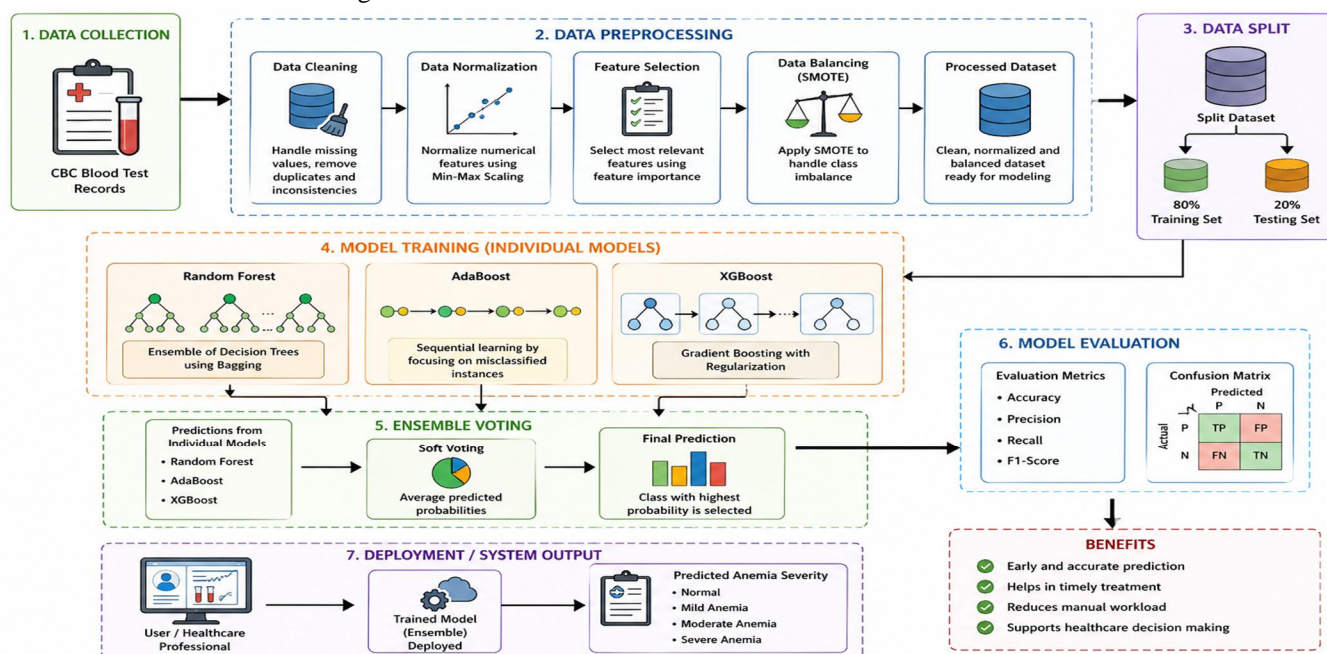 1. DATA COLLECTION
CBC Blood Test
Records
2. DATA PREPROCESSING
Data Cleaning
Handle missing
values, remove
duplicates and
inconsistencies
Data Normalization
Normalize numerical
features using
Min-Max Scaling
Feature Selection
Select most relevant
features using
feature importance
Data Balancing
(SMOTE)
Apply SMOTE to
handle class
imbalance
Processed Dataset
Clean, normalized and
balanced dataset
ready for modeling
3. DATA SPLIT
Split Dataset
80%
Training Set
20%
Testing Set
4. MODEL TRAINING (INDIVIDUAL MODELS)
Random Forest
Ensemble of Decision Trees
using Bagging
AdaBoost
Sequential learning by
focusing on misclassified
instances
XGBoost
Gradient Boosting with
Regularization
5. ENSEMBLE VOTING
Predictions from
Individual Models
• Random Forest
• AdaBoost
• XGBoost
Soft Voting
Average predicted
probabilities
Final Prediction
Class with highest
probability is selected
6. MODEL EVALUATION
Evaluation Metrics
• Accuracy
• Precision
• Recall
• F1-Score
Confusion Matrix
Predicted
P N
Actual
P TP FP
N FN TN
7. DEPLOYMENT / SYSTEM OUTPUT
User / Healthcare
Professional
Trained Model
(Ensemble)
Deployed
Predicted Anemia Severity
• Normal
• Mild Anemia
• Moderate Anemia
• Severe Anemia
BENEFITS
Early and accurate prediction
Helps in timely treatment
Reduces manual workload
Supports healthcare decision making